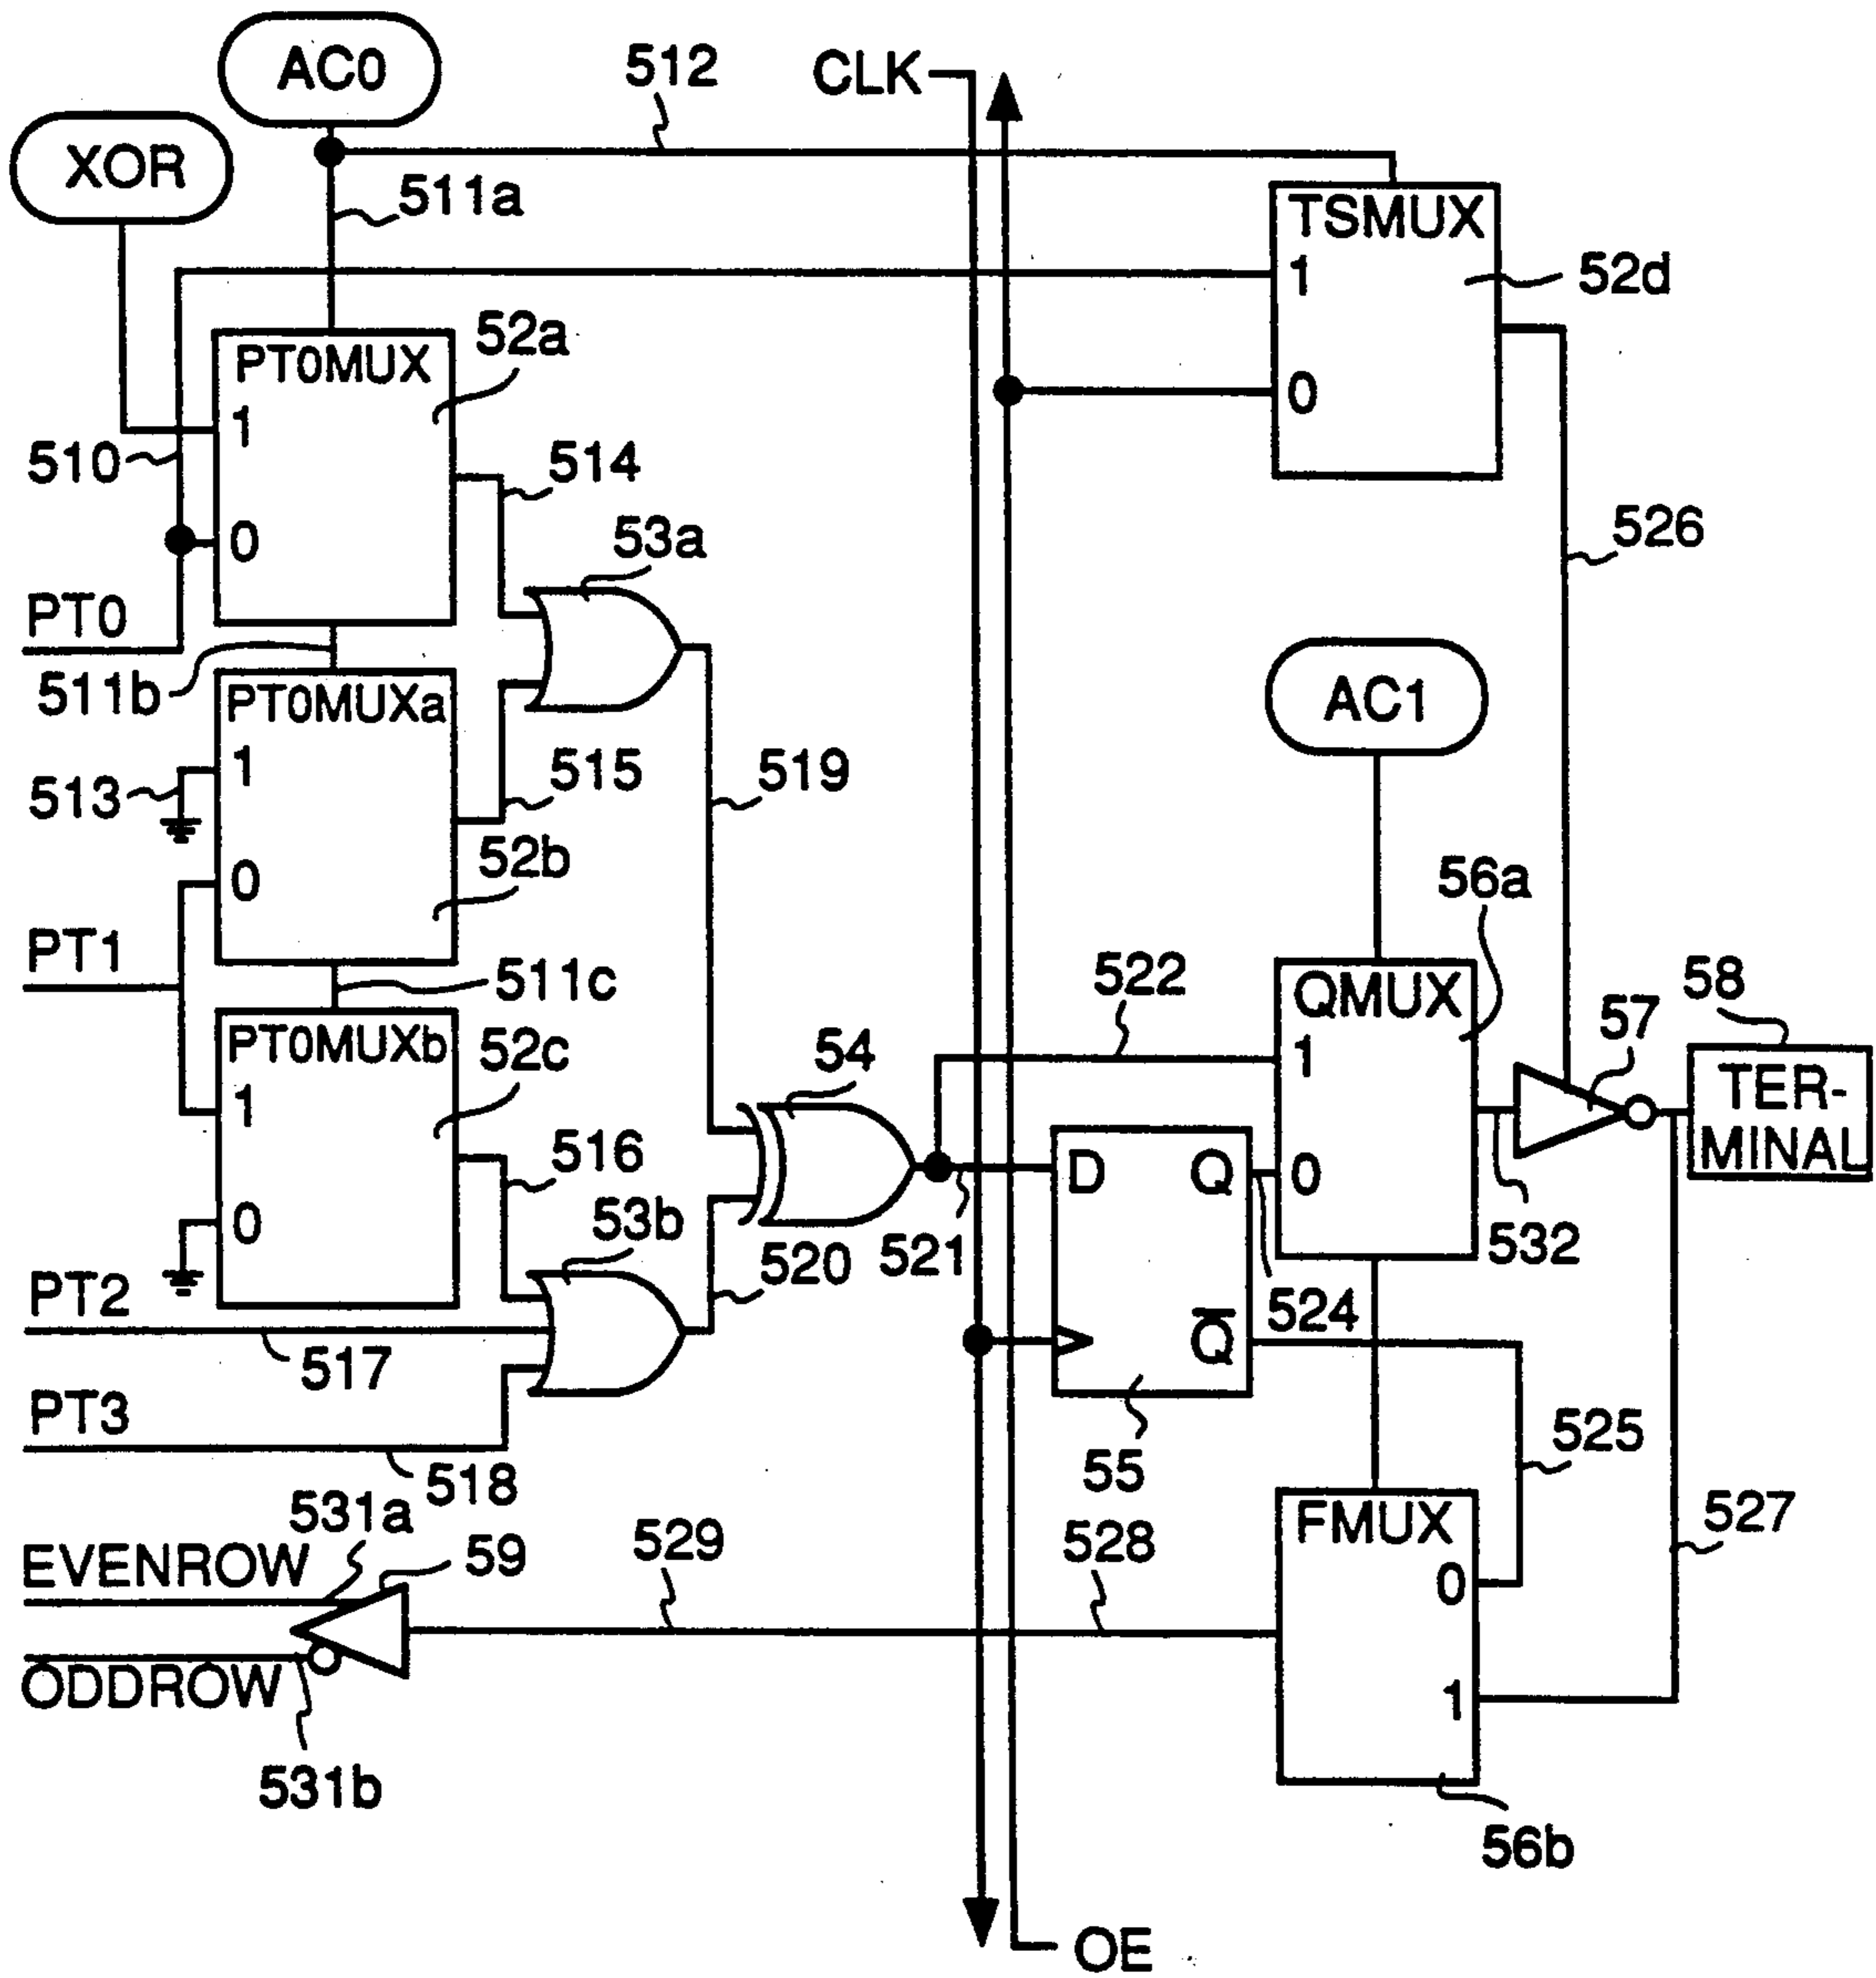 AC0
512
CLK
XOR
511a
TSMUX
1
52d
PT0MUX
52a
0
1
510
514
0
53a
526
PT0
511b
PT0MUXa
AC1
1
513
515
519
52b
0
56a
PT1
511c
522
58
QMUX
57
PT0MUXb
52c
54
1
1
TER-
MINAL
516
D
Q
0
0
53b
520
521
532
PT2
524
Q̅
517
PT3
55
525
518
531a
527
FMUX
EVENROW
59
529
528
0
ODDROW
1
531b
56b
OE